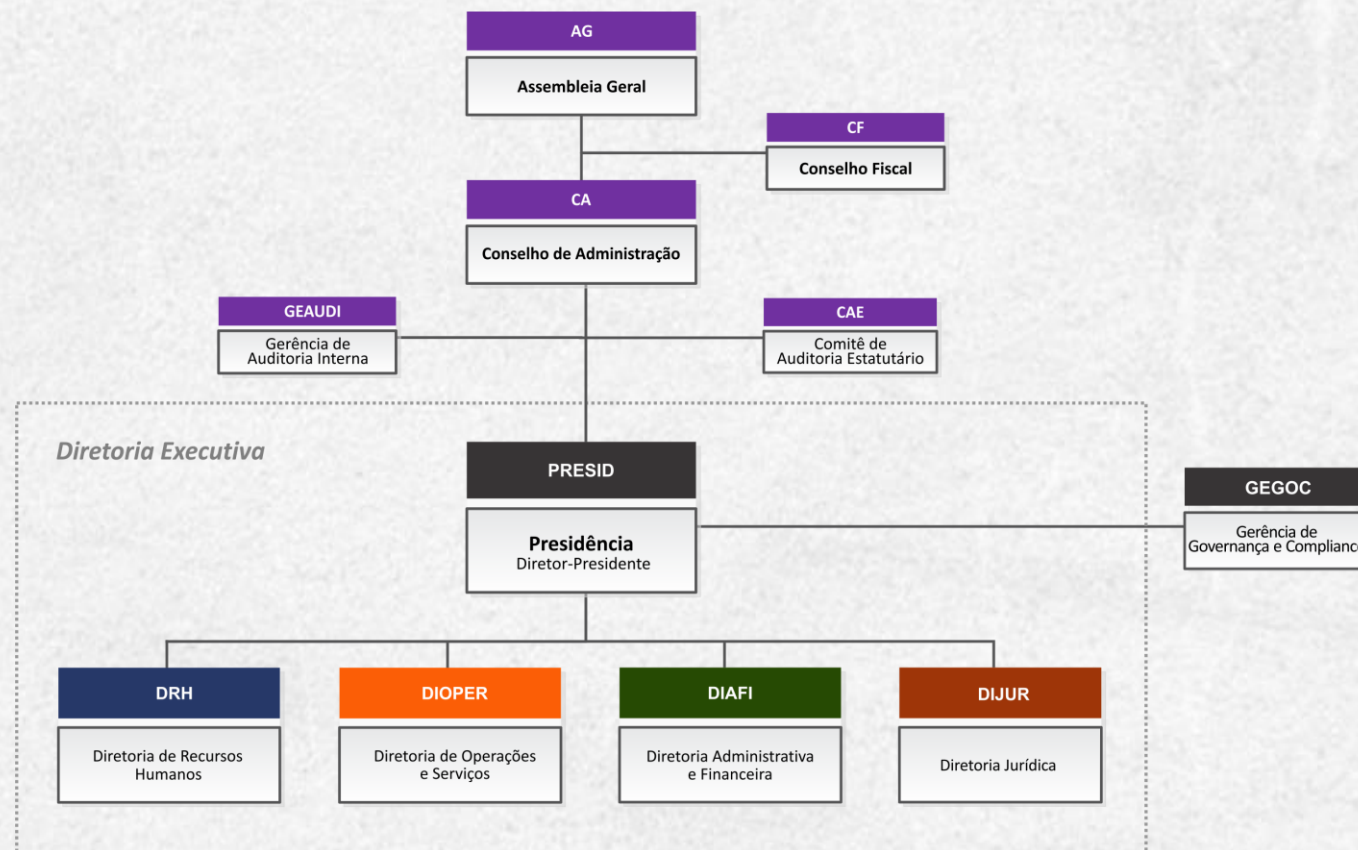 AG
Assembleia Geral
CF
Conselho Fiscal
CA
Conselho de Administração
GEAUDI
Gerência de
Auditoria Interna
CAE
Comitê de
Auditoria Estatutário
Diretoria Executiva
PRESID
Presidência
Diretor-Presidente
GEGOC
Gerência de
Governança e Compliance
DRH
Diretoria de Recursos
Humanos
DIOPER
Diretoria de Operações
e Serviços
DIAFI
Diretoria Administrativa
e Financeira
DIJUR
Diretoria Jurídica